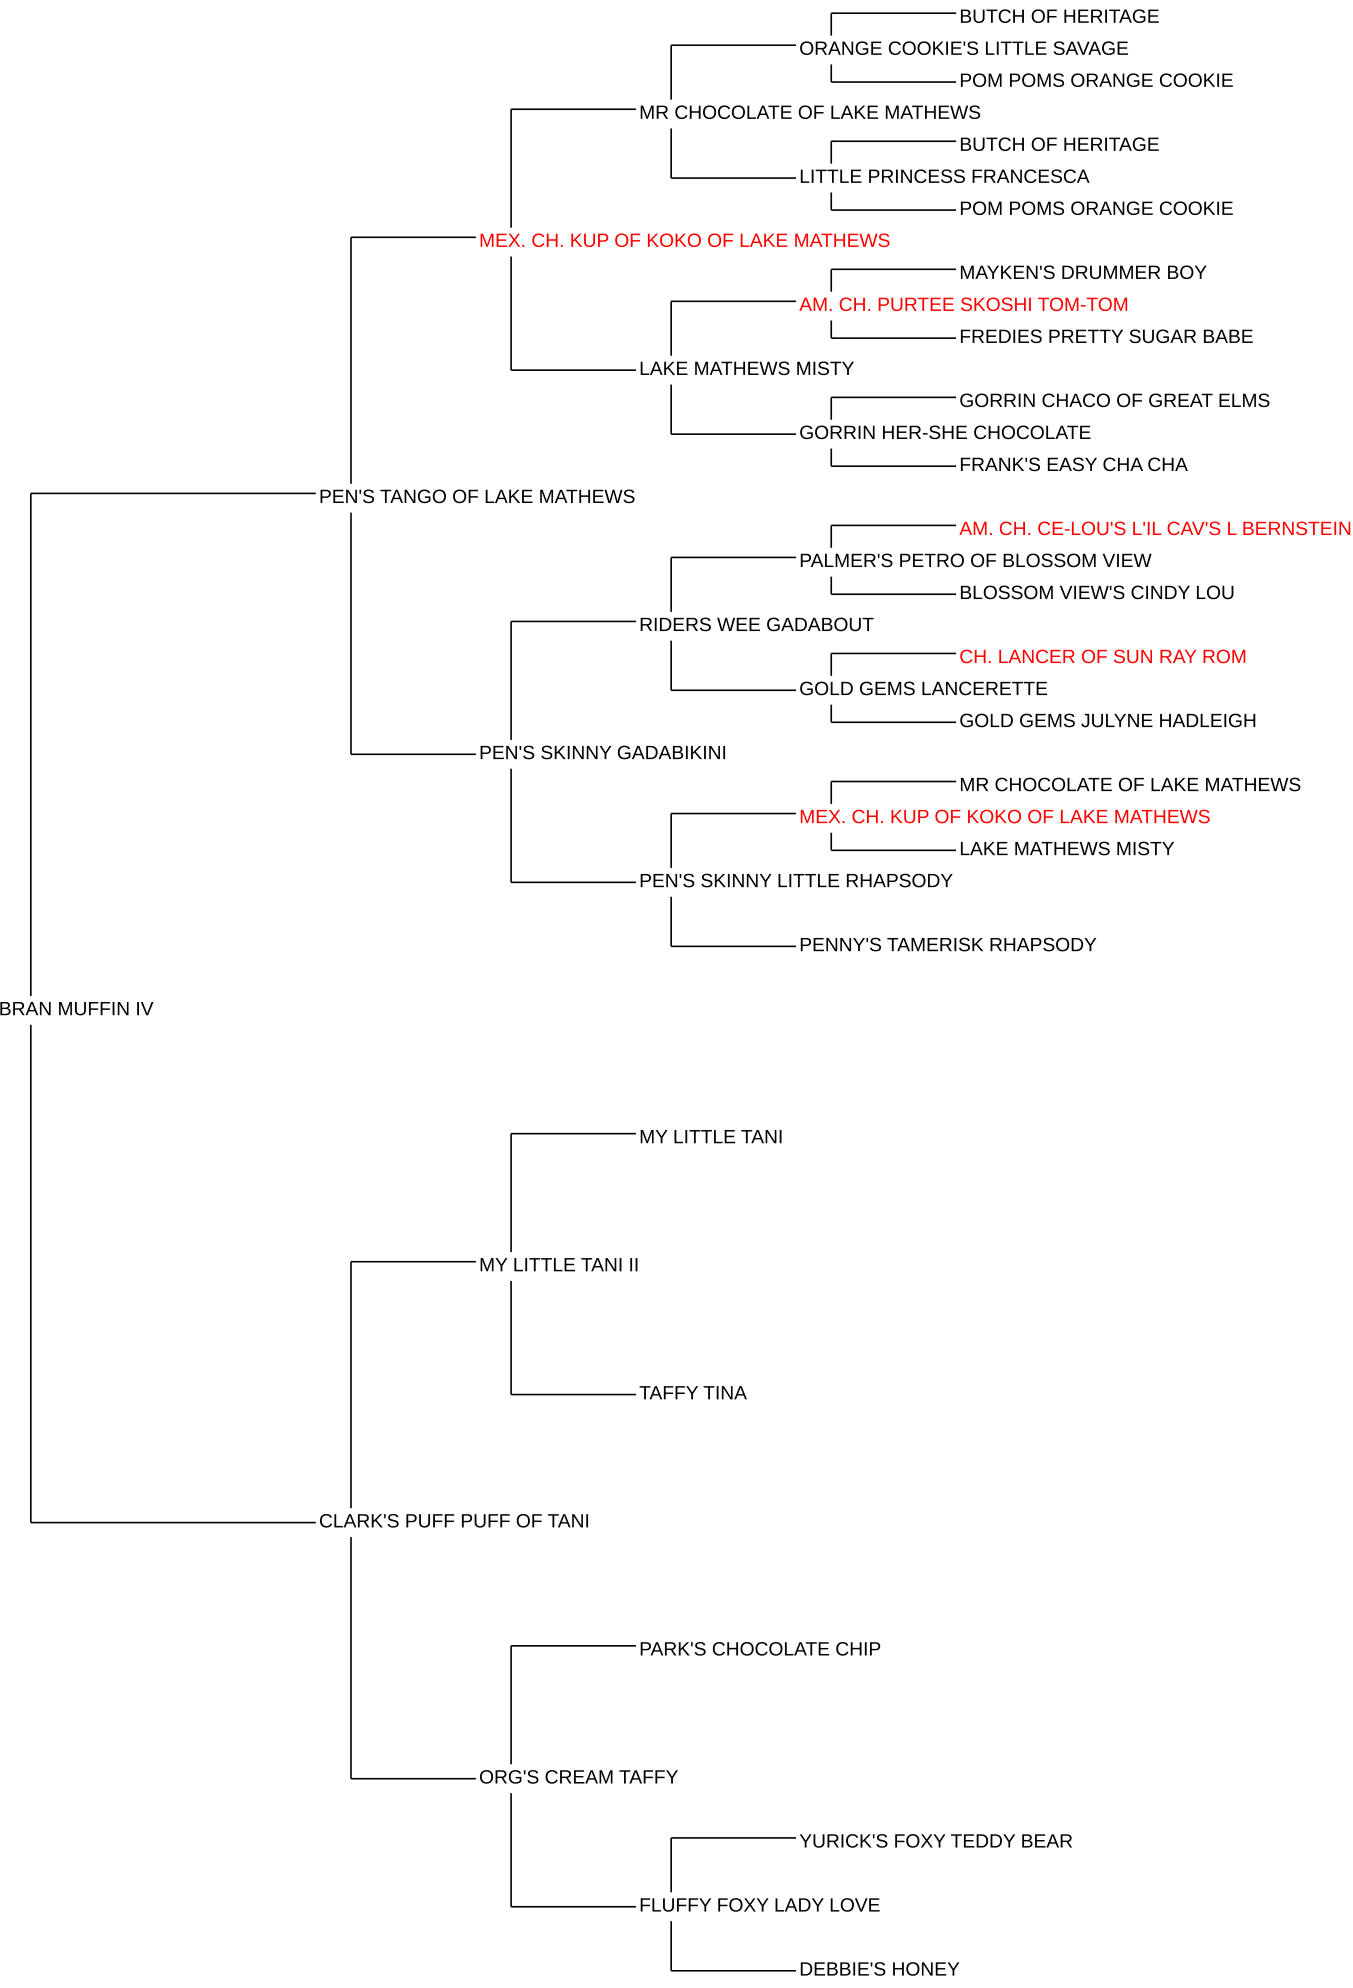 BUTCH OF HERITAGE
ORANGE COOKIE'S LITTLE SAVAGE
POM POMS ORANGE COOKIE
MR CHOCOLATE OF LAKE MATHEWS
BUTCH OF HERITAGE
LITTLE PRINCESS FRANCESCA
POM POMS ORANGE COOKIE
MEX. CH. KUP OF KOKO OF LAKE MATHEWS
MAYKEN'S DRUMMER BOY
AM. CH. PURTEE SKOSHI TOM-TOM
FREDIES PRETTY SUGAR BABE
LAKE MATHEWS MISTY
GORRIN CHACO OF GREAT ELMS
GORRIN HER-SHE CHOCOLATE
FRANK'S EASY CHA CHA
PEN'S TANGO OF LAKE MATHEWS
AM. CH. CE-LOU'S L'IL CAV'S L BERNSTEIN
PALMER'S PETRO OF BLOSSOM VIEW
BLOSSOM VIEW'S CINDY LOU
RIDERS WEE GADABOUT
CH. LANCER OF SUN RAY ROM
GOLD GEMS LANCERETTE
GOLD GEMS JULYNE HADLEIGH
PEN'S SKINNY GADABIKINI
MR CHOCOLATE OF LAKE MATHEWS
MEX. CH. KUP OF KOKO OF LAKE MATHEWS
LAKE MATHEWS MISTY
PEN'S SKINNY LITTLE RHAPSODY
PENNY'S TAMERISK RHAPSODY
BRAN MUFFIN IV
MY LITTLE TANI
MY LITTLE TANI II
TAFFY TINA
CLARK'S PUFF PUFF OF TANI
PARK'S CHOCOLATE CHIP
ORG'S CREAM TAFFY
YURICK'S FOXY TEDDY BEAR
FLUFFY FOXY LADY LOVE
DEBBIE'S HONEY